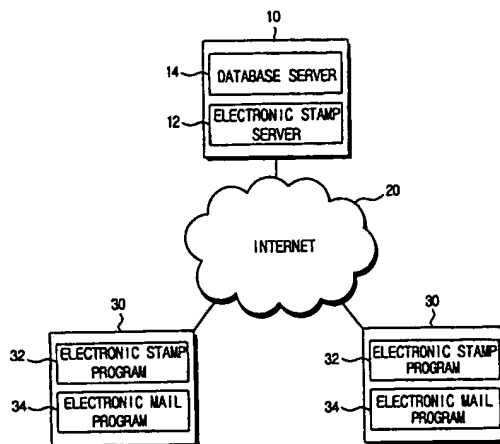 10
14
DATABASE SERVER
12
ELECTRONIC STAMP
SERVER
20
INTERNET
30
32
ELECTRONIC STAMP
PROGRAM
34
ELECTRONIC MAIL
PROGRAM
30
32
ELECTRONIC STAMP
PROGRAM
34
ELECTRONIC MAIL
PROGRAM